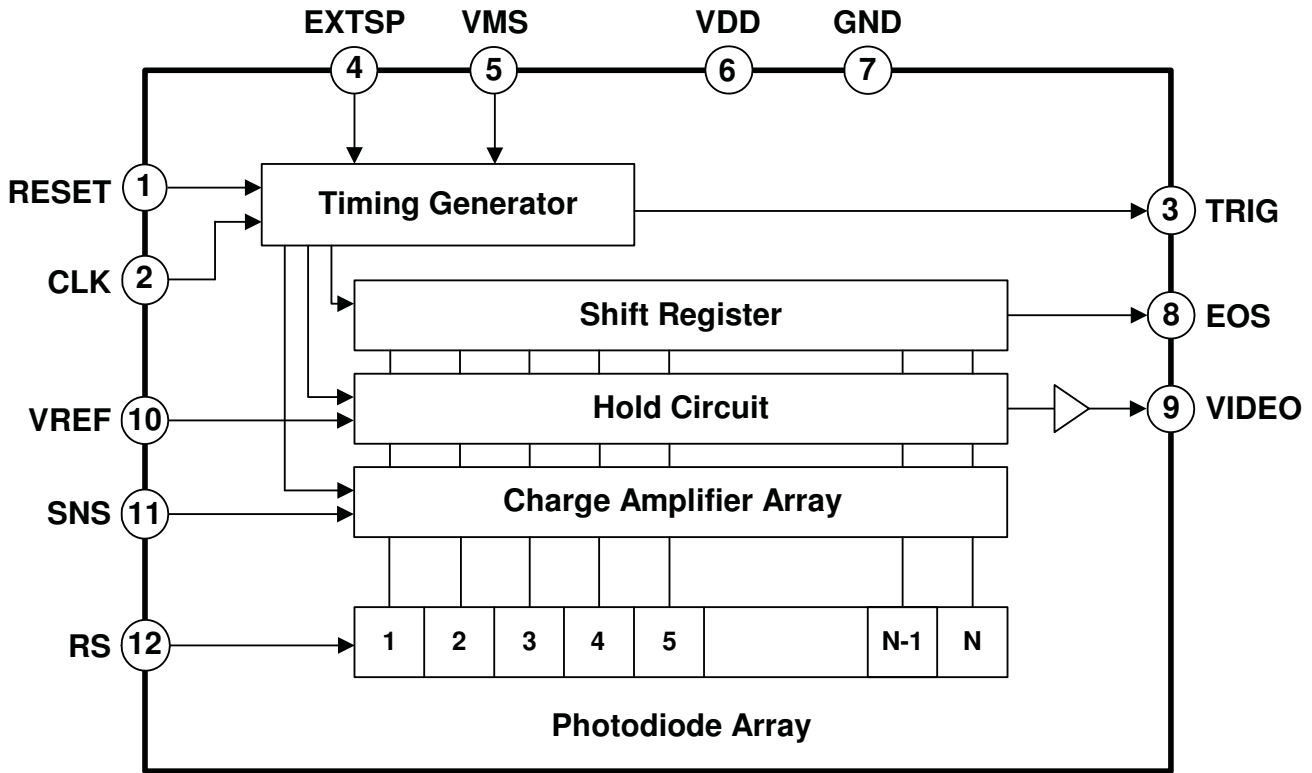 EXTSP VMS VDD GND
4 5 6 7
RESET 1
Timing Generator
3 TRIG
CLK 2
Shift Register
8 EOS
VREF 10
Hold Circuit
9 VIDEO
SNS 11
Charge Amplifier Array
RS 12
1 2 3 4 5 N-1 N
Photodiode Array